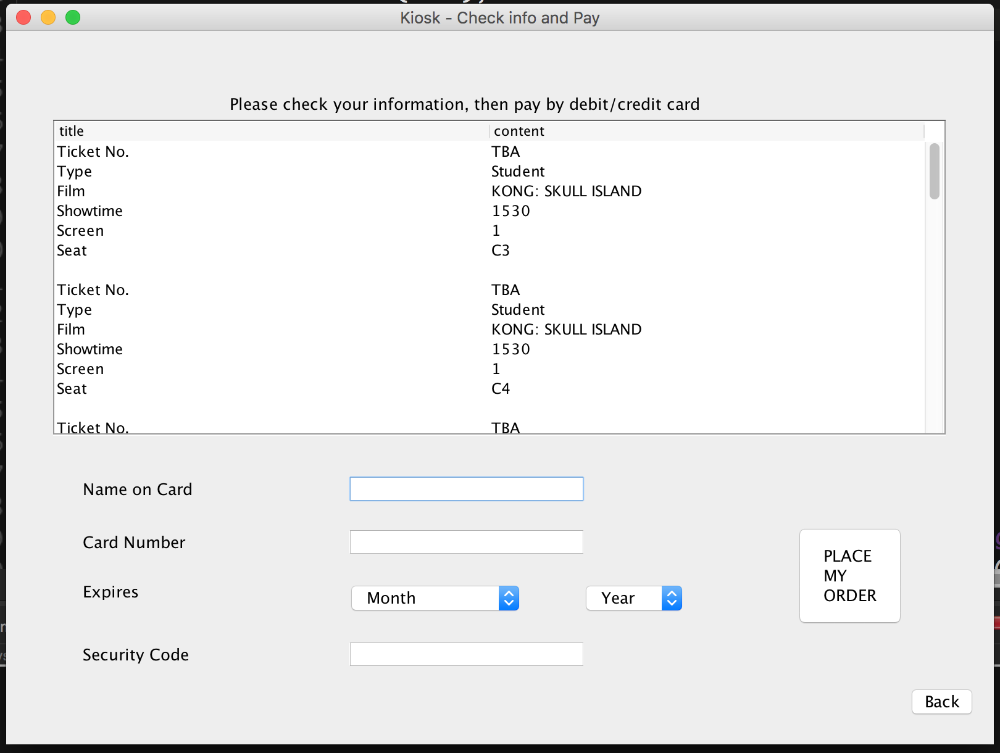 Kiosk - Check info and Pay
Please check your information, then pay by debit/credit card
title content
Ticket No. TBA
Type Student
Film KONG: SKULL ISLAND
Showtime 1530
Screen 1
Seat C3
Ticket No. TBA
Type Student
Film KONG: SKULL ISLAND
Showtime 1530
Screen 1
Seat C4
Ticket No. TBA
Name on Card
Card Number
Expires Month Year
Security Code
PLACE
MY
ORDER
Back